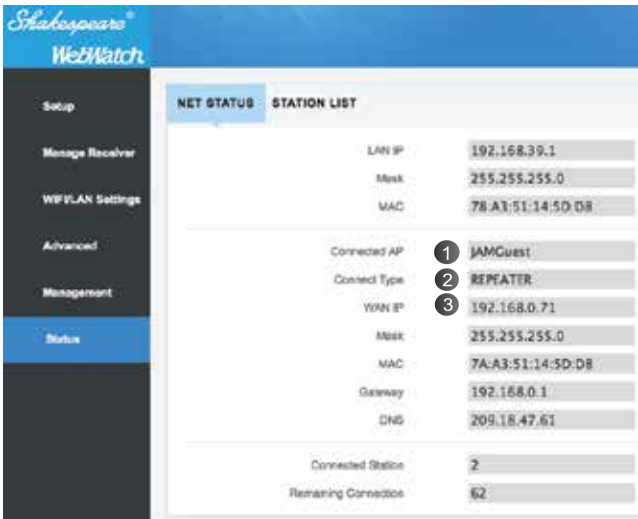 Shakespeare®
WebWatch
Setup
Manage Receiver
WIFI/LAN Settings
Advanced
Management
Status
NET STATUS STATION LIST
LAN IP 192.168.39.1
Mask 255.255.255.0
MAC 78:A3:51:14:5D:D8
Connected AP 1 JAMGuest
Connect Type 2 REPEATER
WAN IP 3 192.168.0.71
Mask 255.255.255.0
MAC 7A:A3:51:14:5D:D8
Gateway 192.168.0.1
DNS 209.18.47.61
Connected Station 2
Remaining Connection 62